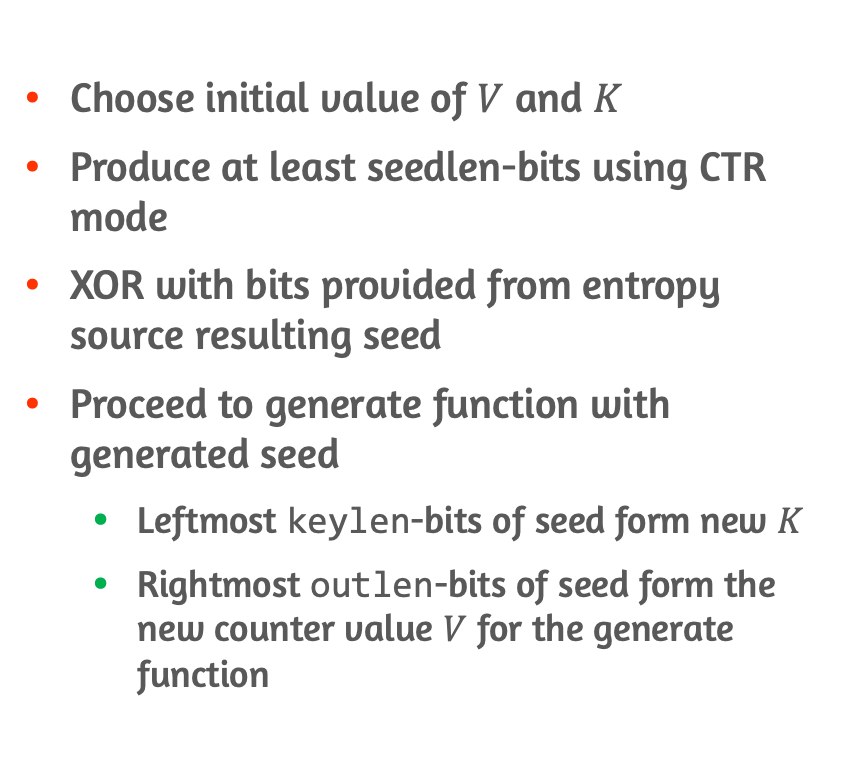 • Choose initial value of V and K
• Produce at least seedlen-bits using CTR
mode
• XOR with bits provided from entropy
source resulting seed
• Proceed to generate function with
generated seed
• Leftmost keylen-bits of seed form new K
• Rightmost outlen-bits of seed form the
new counter value V for the generate
function